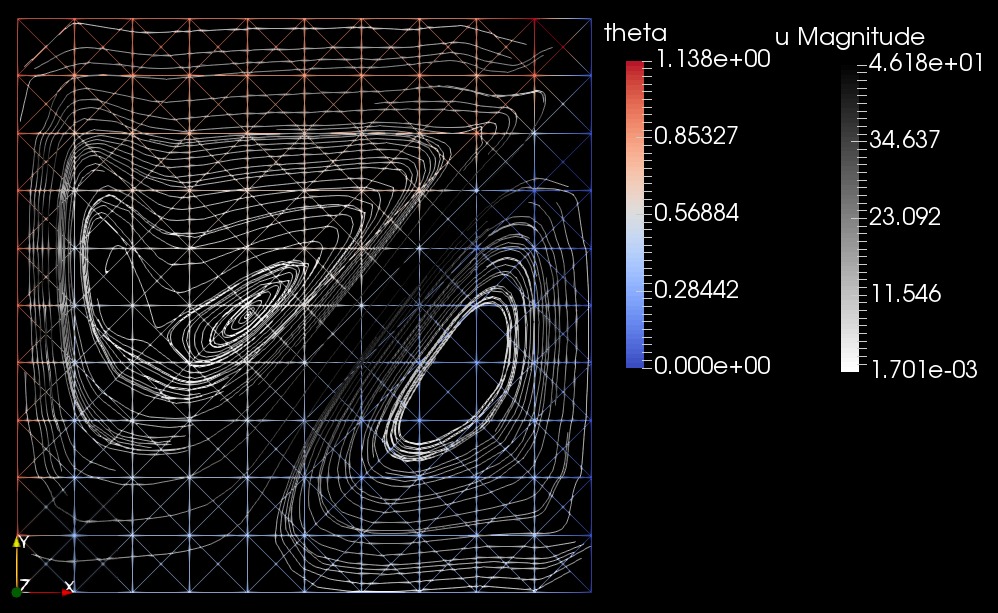 theta
1.138e+00
0.85327
0.56884
0.28442
0.000e+00
u Magnitude
4.618e+01
34.637
23.092
11.546
1.701e-03
Y
Z
X